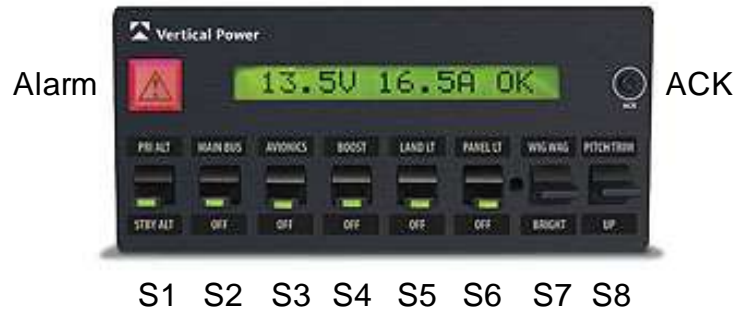 Vertical Power
Alarm
13.5V 16.5A OK
ACK
ACK
PRI ALT MAIN BUS AVIONICS BOOST LAND LT PANEL LT WIG WAG PITCH TRIM
STBY ALT OFF OFF OFF OFF OFF BRIGHT UP
S1 S2 S3 S4 S5 S6 S7 S8